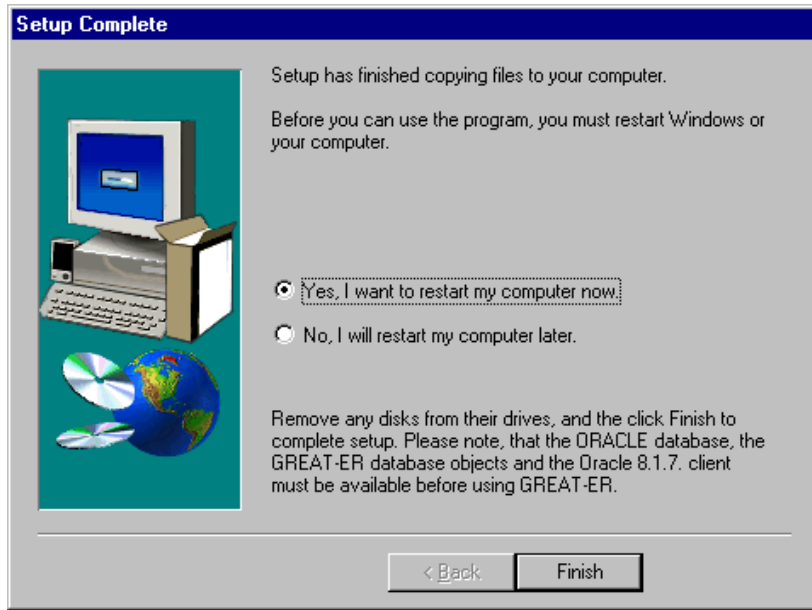 Setup Complete
Setup has finished copying files to your computer.
Before you can use the program, you must restart Windows or
your computer.
Yes, I want to restart my computer now.
No, I will restart my computer later.
Remove any disks from their drives, and the click Finish to
complete setup. Please note, that the ORACLE database, the
GREAT-ER database objects and the Oracle 8.1.7. client
must be available before using GREAT-ER.
< Back
Finish